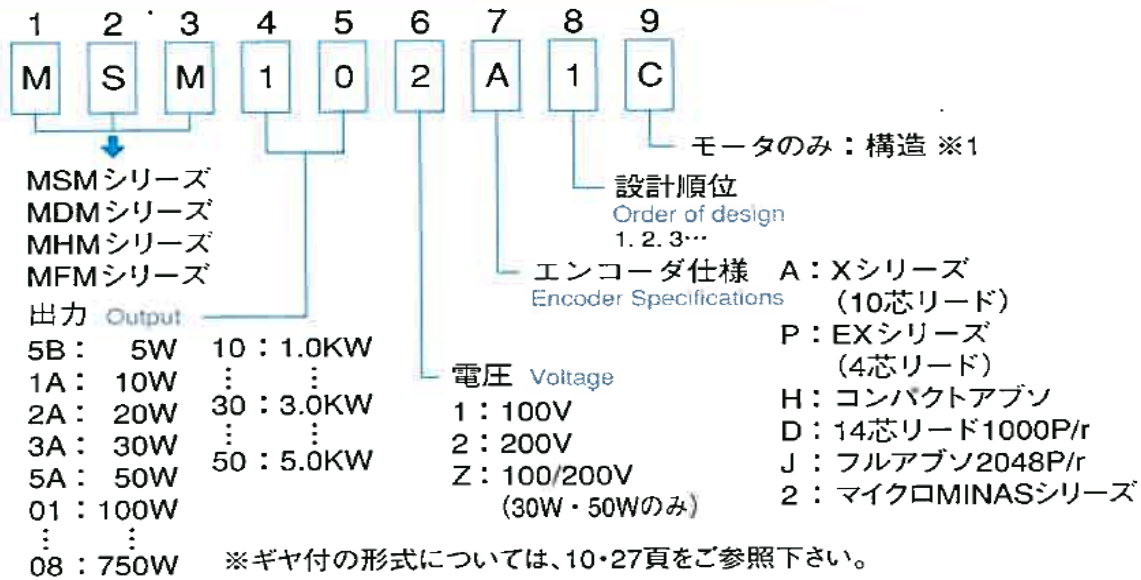 1 2 3 4 5 6 7 8 9
M S M 1 0 2 A 1 C
モータのみ：構造 ※1
設計順位
Order of design
1. 2. 3…
エンコーダ仕様
Encoder Specifications
A：Xシリーズ
(10芯リード)
P：EXシリーズ
(4芯リード)
H：コンパクトアブソ
D：14芯リード1000P/r
J：フルアブソ2048P/r
2：マイクロMINASシリーズ
電圧 Voltage
1：100V
2：200V
Z：100/200V
(30W・50Wのみ)
MSMシリーズ
MDMシリーズ
MHMシリーズ
MFMシリーズ
出力 Output
5B： 5W
1A： 10W
2A： 20W
3A： 30W
5A： 50W
01：100W
⋮ ⋮
08：750W
10：1.0KW
⋮ ⋮
30：3.0KW
⋮ ⋮
50：5.0KW
※ギヤ付の形式については、10・27頁をご参照下さい。